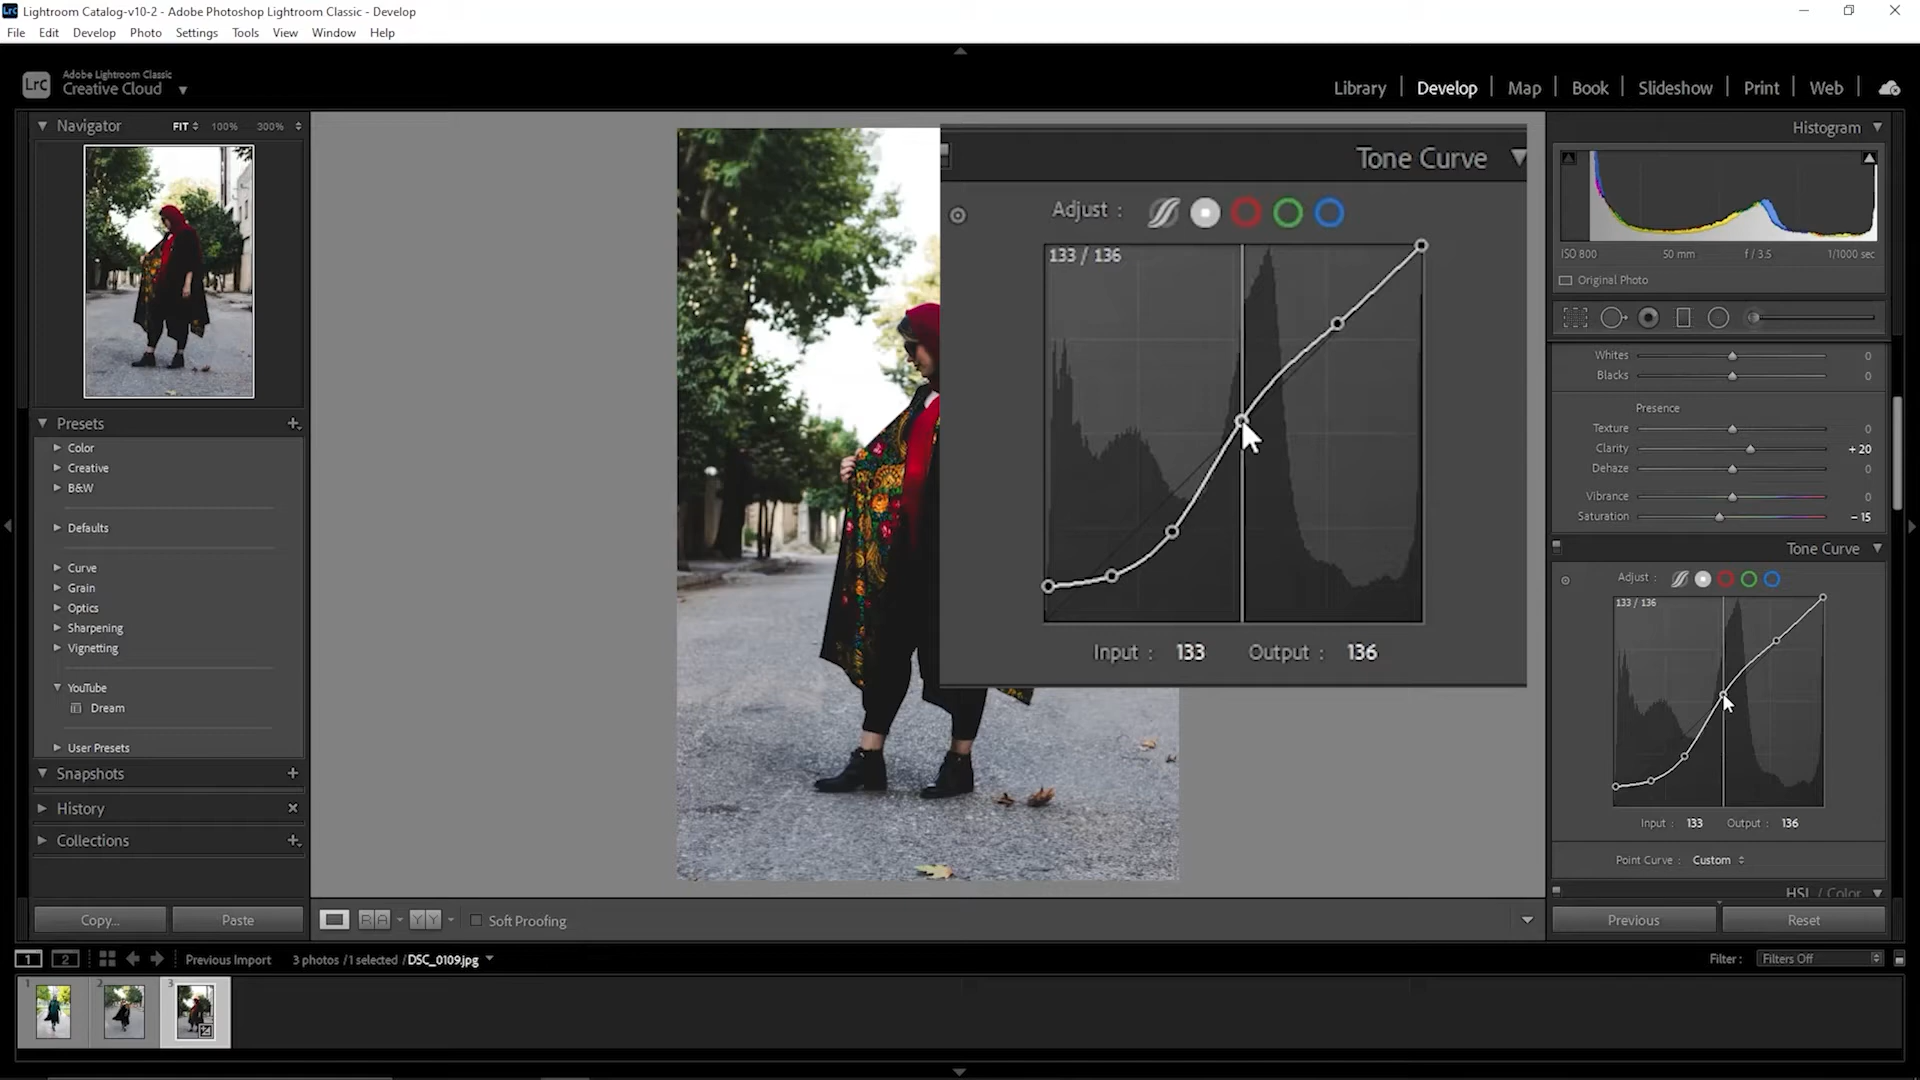 Lrc Lightroom Catalog-v10-2 - Adobe Photoshop Lightroom Classic - Develop
File Edit Develop Photo Settings Tools View Window Help
LrC Adobe Lightroom Classic
Creative Cloud
Library Develop Map Book Slideshow Print Web
Navigator FIT 100% 300%
Presets
Color
Creative
B&W
Defaults
Curve
Grain
Optics
Sharpening
Vignetting
YouTube
Dream
User Presets
Snapshots
History
Collections
Copy... Paste
Tone Curve
Adjust :
133 / 136
Input : 133 Output : 136
Soft Proofing
Histogram
ISO 800 50 mm f / 3.5 1/1000 sec
Original Photo
Whites 0
Blacks 0
Presence
Texture 0
Clarity + 20
Dehaze 0
Vibrance 0
Saturation – 15
Tone Curve
Adjust :
133 / 136
Input : 133 Output : 136
Point Curve : Custom
HSL / Color
Previous Reset
1 2 Previous Import 3 photos / 1 selected / DSC_0109.jpg
Filter : Filters Off
1 2 3